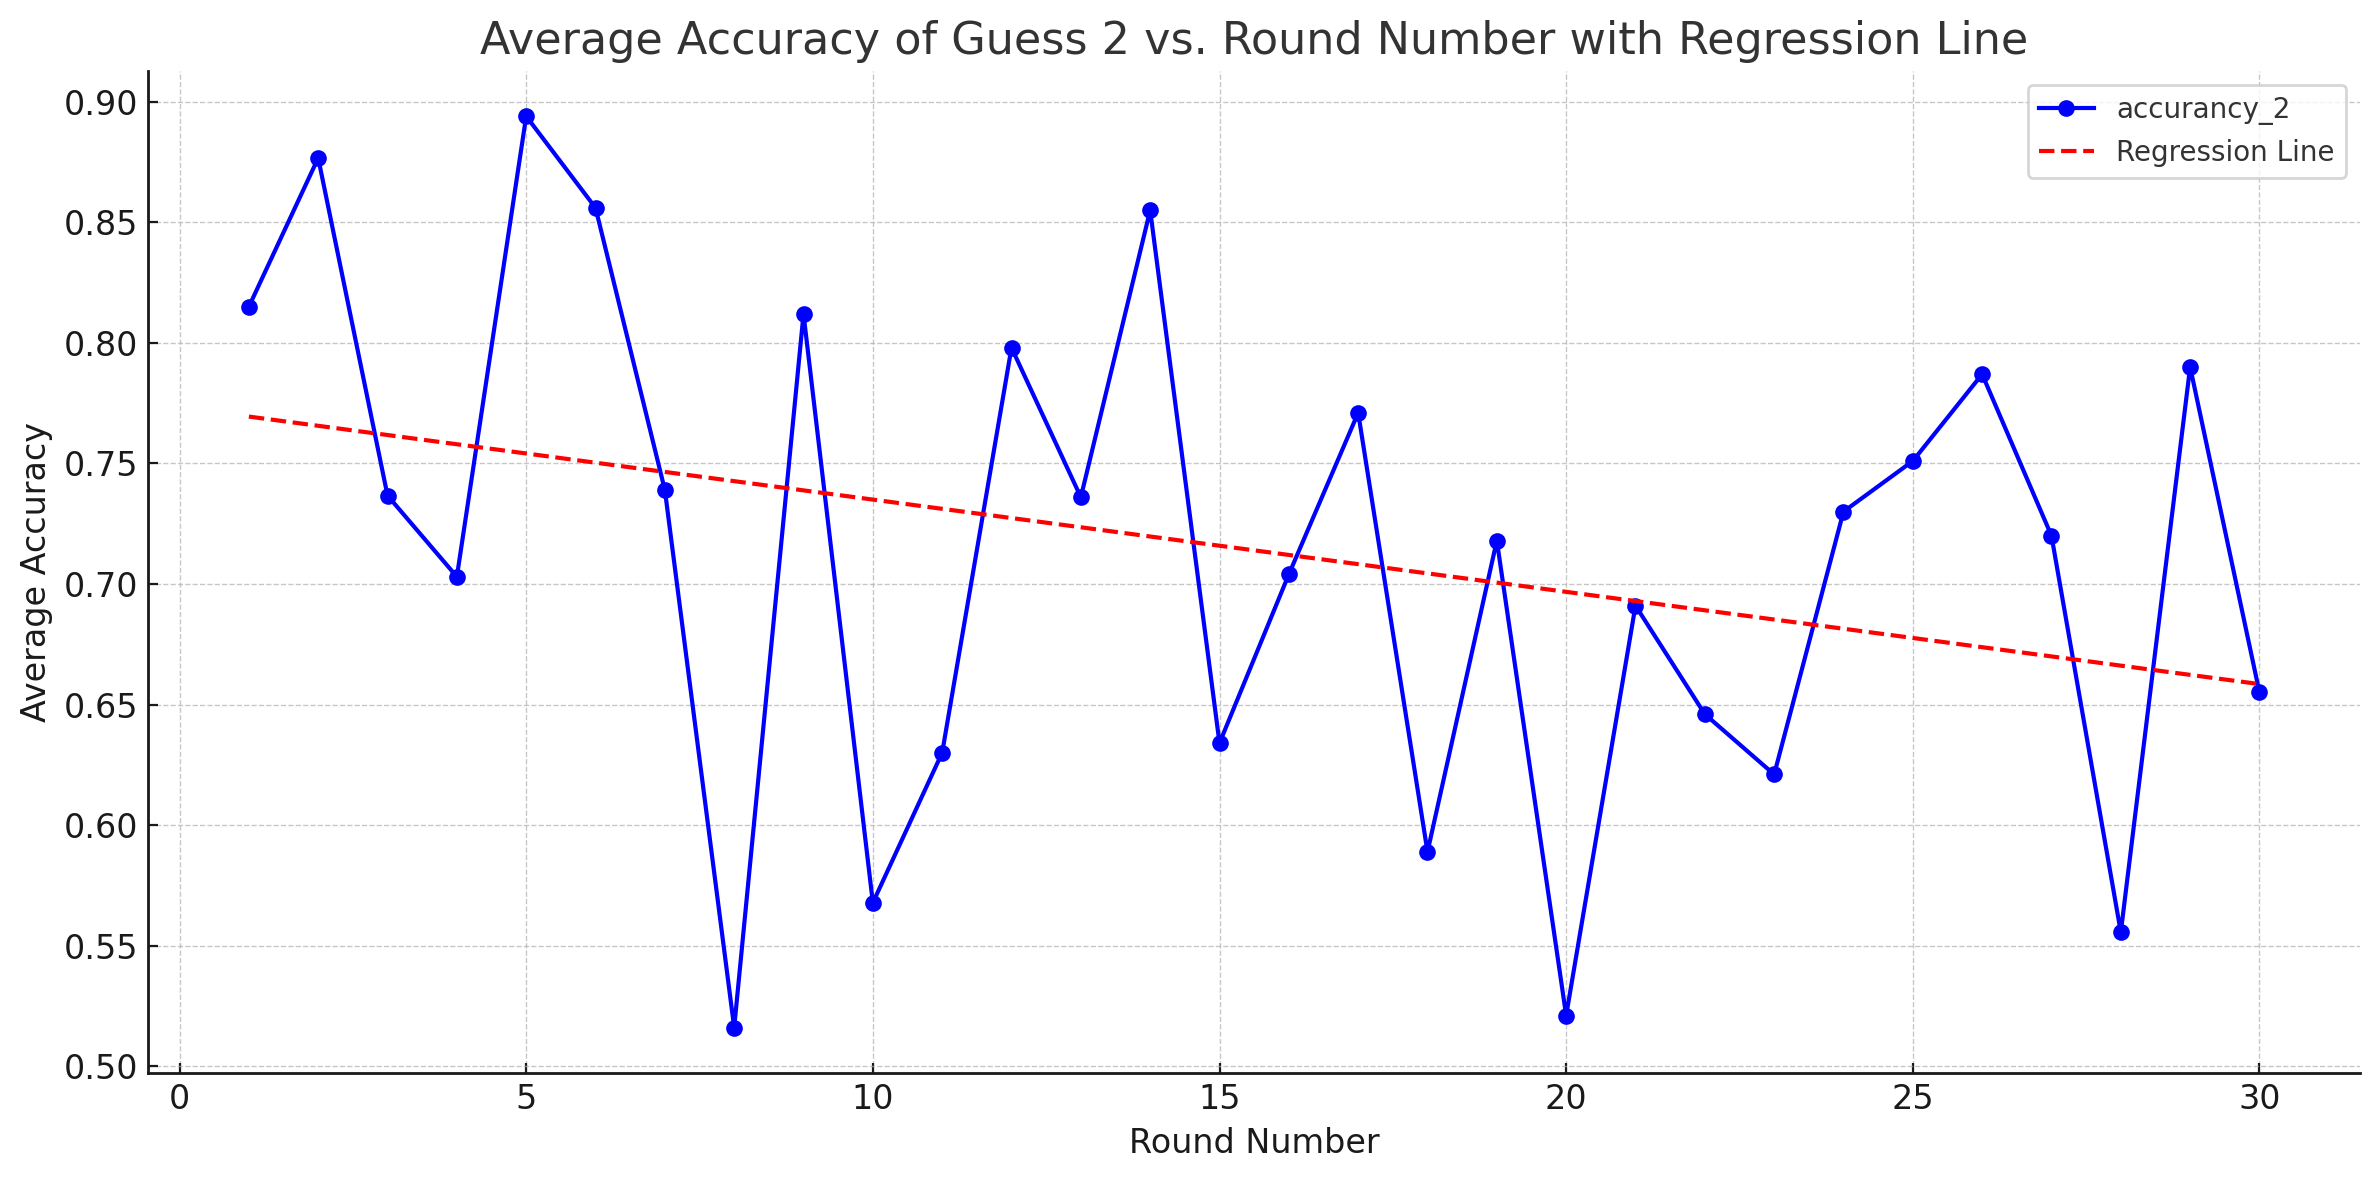 Average Accuracy of Guess 2 vs. Round Number with Regression Line
accurancy_2
Regression Line
Average Accuracy
0.90
0.85
0.80
0.75
0.70
0.65
0.60
0.55
0.50
0 5 10 15 20 25 30
Round Number